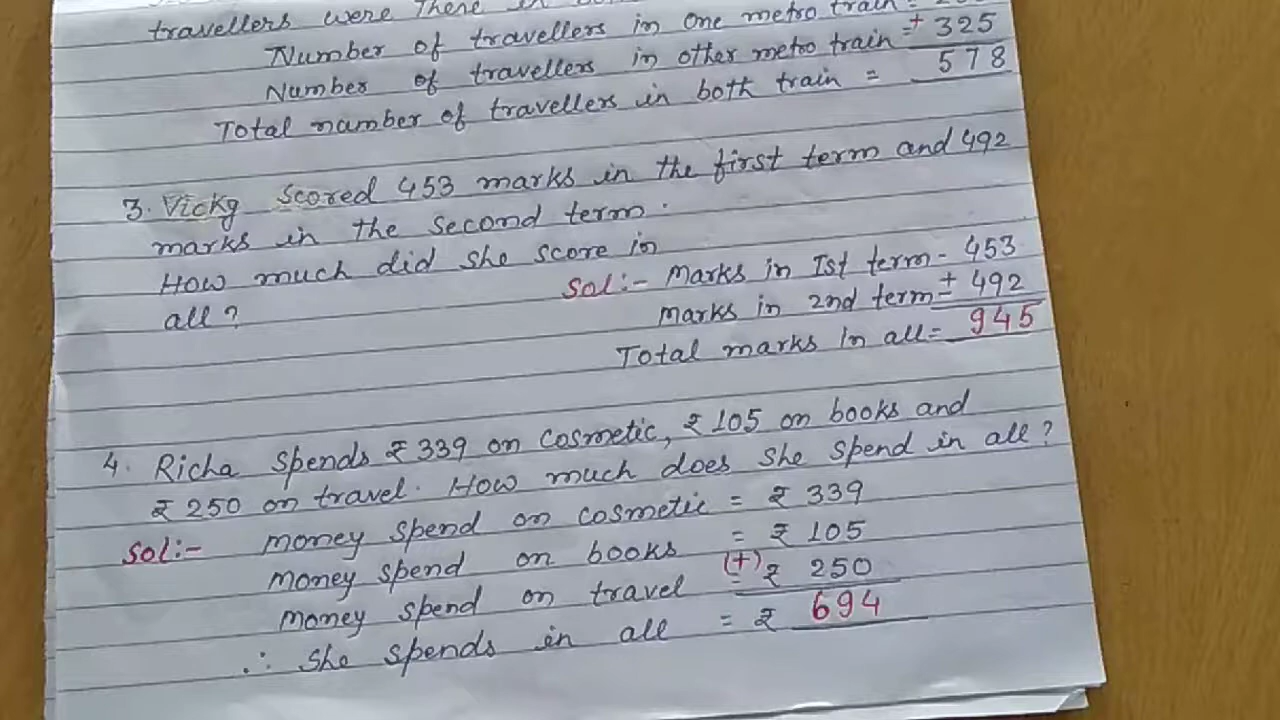 travellers were There in
Number of travellers in one metro train =
Number of travellers in other metro train = + 325
Total number of travellers in both train = 578
3. Vicky scored 453 marks in the first term and 492
marks in the second term.
How much did she score in
all ?
Sol:- Marks in Ist term - 453
Marks in 2nd term = + 492
Total marks in all = 945
4. Richa spends ₹ 339 on cosmetic, ₹ 105 on books and
₹ 250 on travel. How much does she spend in all ?
Sol:- money spend on cosmetic = ₹ 339
money spend on books = ₹ 105
money spend on travel = (+) ₹ 250
∴ she spends in all = ₹ 694